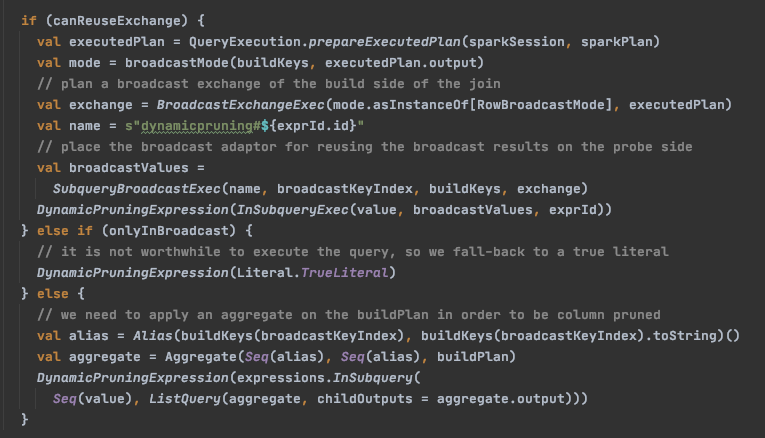 if (canReuseExchange) {
val executedPlan = QueryExecution.prepareExecutedPlan(sparkSession, sparkPlan)
val mode = broadcastMode(buildKeys, executedPlan.output)
// plan a broadcast exchange of the build side of the join
val exchange = BroadcastExchangeExec(mode.asInstanceOf[RowBroadcastMode], executedPlan)
val name = s"dynamicpruning#${exprId.id}"
// place the broadcast adaptor for reusing the broadcast results on the probe side
val broadcastValues =
SubqueryBroadcastExec(name, broadcastKeyIndex, buildKeys, exchange)
DynamicPruningExpression(InSubqueryExec(value, broadcastValues, exprId))
} else if (onlyInBroadcast) {
// it is not worthwhile to execute the query, so we fall-back to a true literal
DynamicPruningExpression(Literal.TrueLiteral)
} else {
// we need to apply an aggregate on the buildPlan in order to be column pruned
val alias = Alias(buildKeys(broadcastKeyIndex), buildKeys(broadcastKeyIndex).toString)()
val aggregate = Aggregate(Seq(alias), Seq(alias), buildPlan)
DynamicPruningExpression(expressions.InSubquery(
Seq(value), ListQuery(aggregate, childOutputs = aggregate.output)))
}